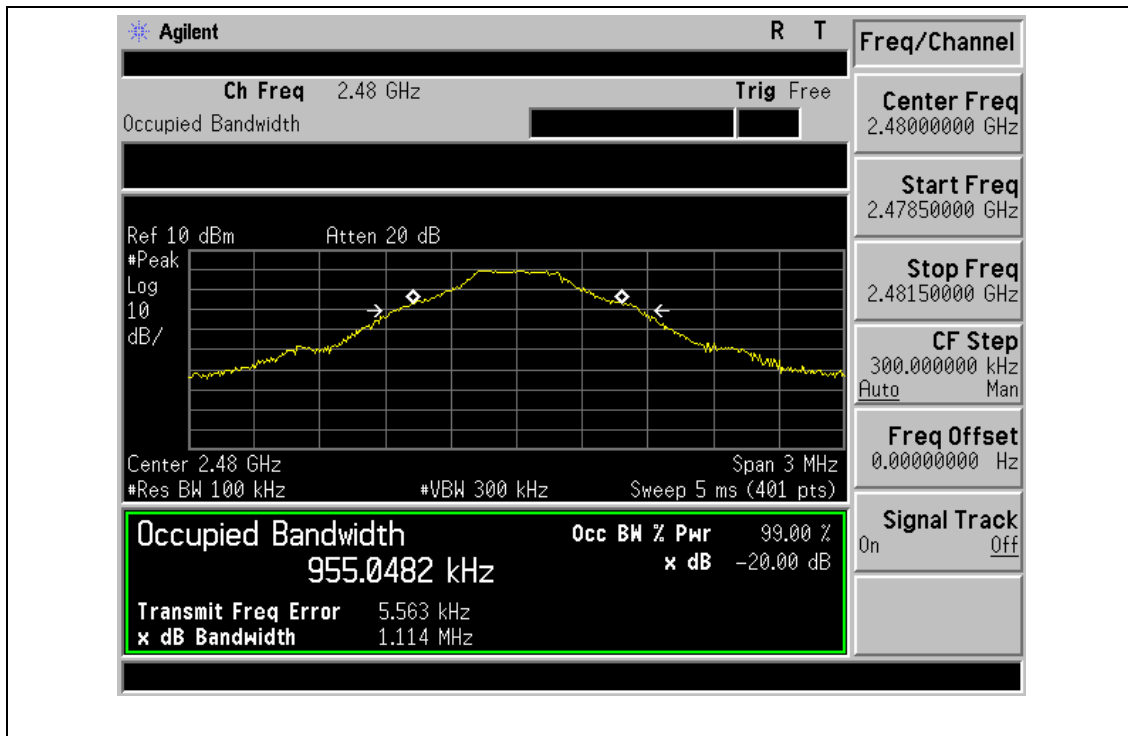 Agilent
R T
Freq/Channel
Ch Freq 2.48 GHz
Trig Free
Occupied Bandwidth
Center Freq
2.48000000 GHz
Start Freq
2.47850000 GHz
Stop Freq
2.48150000 GHz
CF Step
300.000000 kHz
Auto Man
Freq Offset
0.00000000 Hz
Signal Track
On Off
Ref 10 dBm Atten 20 dB
#Peak
Log
10
dB/
Center 2.48 GHz Span 3 MHz
#Res BW 100 kHz #VBW 300 kHz Sweep 5 ms (401 pts)
Occupied Bandwidth
955.0482 kHz
Occ BW % Pwr 99.00 %
x dB -20.00 dB
Transmit Freq Error 5.563 kHz
x dB Bandwidth 1.114 MHz